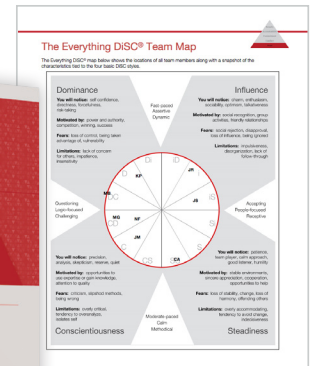 The Everything DiSC® Team Map
The Everything DiSC® map below shows the locations of all team members along with a snapshot of the
characteristics tied to the four basic DiSC styles.
Dominance
You will notice: self-confidence,
directness, forcefulness,
risk-taking
Motivated by: power and authority,
competition, winning, success
Fears: loss of control, being taken
advantage of, vulnerability
Limitations: lack of concern
for others, impatience,
insensitivity
Fast-paced
Assertive
Dynamic
Influence
You will notice: charm, enthusiasm,
sociability, optimism, talkativeness
Motivated by: social recognition, group
activities, friendly relationships
Fears: social rejection, disapproval,
loss of influence, being ignored
Limitations: impulsiveness,
disorganization, lack of
follow-through
Di
iD
D
KP
JR
i
MB
DC
JS
iS
Questioning
Logic-focused
Challenging
Accepting
People-focused
Receptive
MG
CD
NF
Si
JM
C
S
CS
SC
CA
You will notice: precision,
analysis, skepticism, reserve, quiet
Motivated by: opportunities to
use expertise or gain knowledge,
attention to quality
Fears: criticism, slipshod methods,
being wrong
Limitations: overly critical,
tendency to overanalyze,
isolates self
Conscientiousness
Moderate-paced
Calm
Methodical
You will notice: patience,
team player, calm approach,
good listener, humility
Motivated by: stable environments,
sincere appreciation, cooperation,
opportunities to help
Fears: loss of stability, change, loss of
harmony, offending others
Limitations: overly accommodating,
tendency to avoid change,
indecisiveness
Steadiness